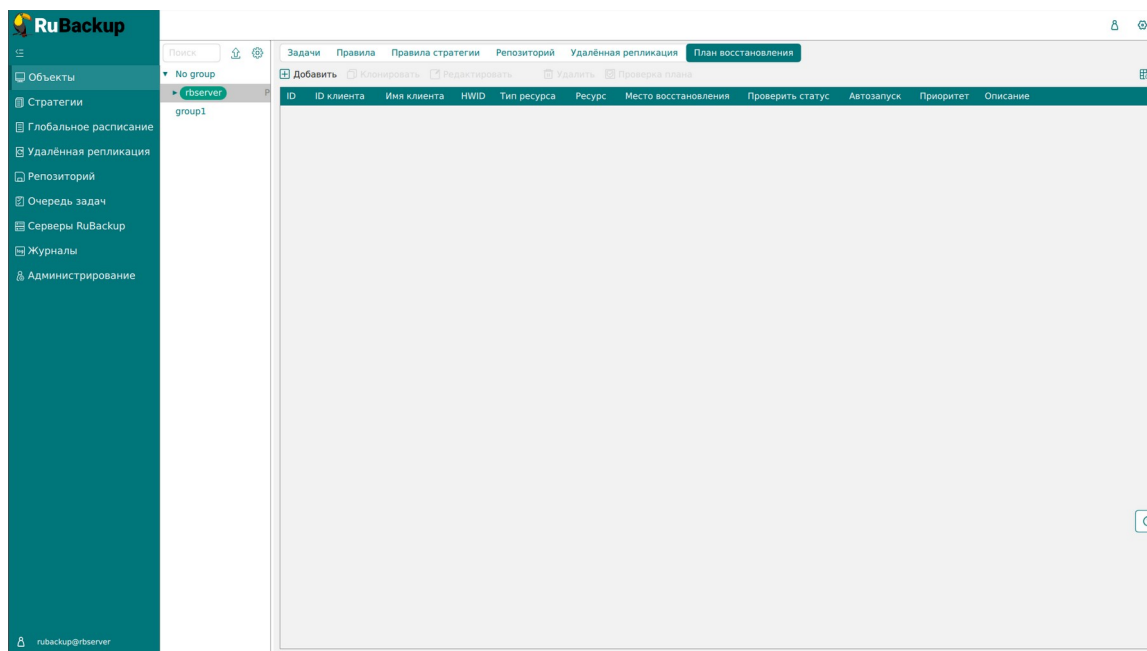 RuBackup
Объекты
Стратегии
Глобальное расписание
Удалённая репликация
Репозиторий
Очередь задач
Серверы RuBackup
Журналы
Администрирование
rubackup@rbserver
Поиск
No group
rbserver P
group1
Задачи Правила Правила стратегии Репозиторий Удалённая репликация План восстановления
Добавить Клонировать Редактировать Удалить Проверка плана
ID ID клиента Имя клиента HWID Тип ресурса Ресурс Место восстановления Проверить статус Автозапуск Приоритет Описание